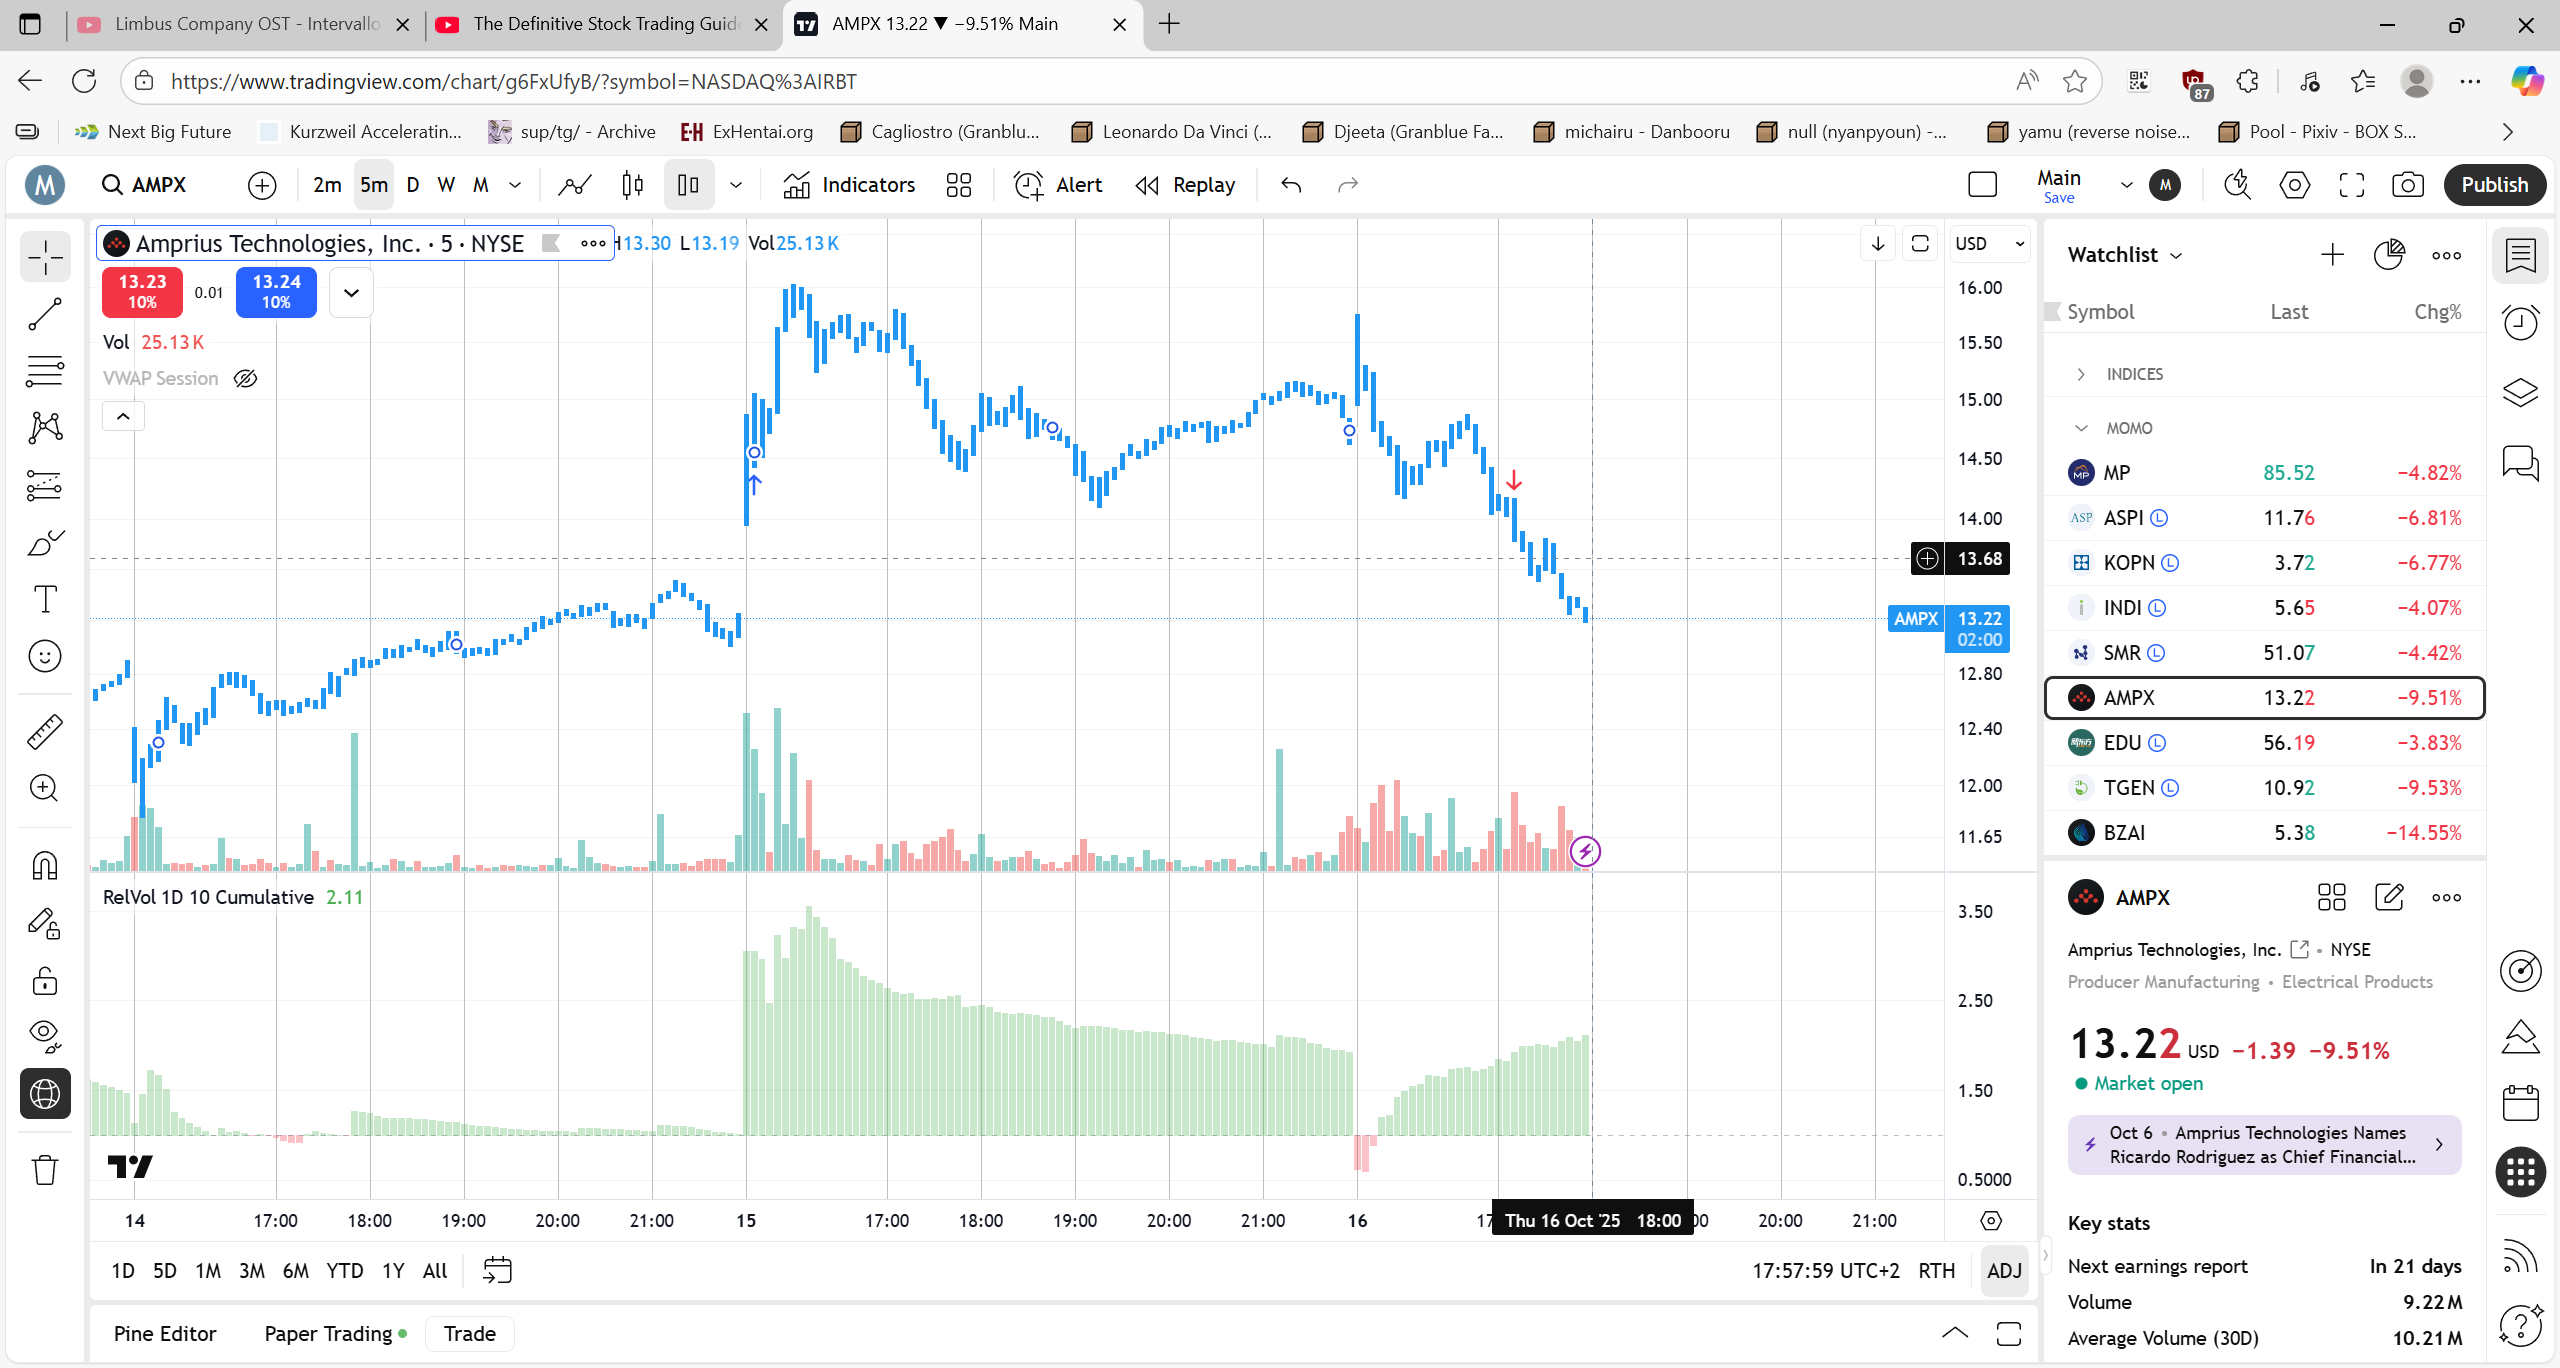 Limbus Company OST - Intervallo
The Definitive Stock Trading Guid
AMPX 13.22 ▼ −9.51% Main
https://www.tradingview.com/chart/g6FxUfyB/?symbol=NASDAQ%3AIRBT
87
Next Big Future
Kurzweil Acceleratin...
sup/tg/ - Archive
ExHentai.org
Cagliostro (Granblu...
Leonardo Da Vinci (...
Djeeta (Granblue Fa...
michairu - Danbooru
null (nyanpyoun) -...
yamu (reverse noise...
Pool - Pixiv - BOX S...
M
AMPX
2m
5m
D
W
M
Indicators
Alert
Replay
Main
Save
M
Publish
Amprius Technologies, Inc. · 5 · NYSE
H13.30 L13.19 Vol25.13 K
13.23
10%
0.01
13.24
10%
Vol 25.13 K
VWAP Session
USD
16.00
15.50
15.00
14.50
14.00
13.68
AMPX 13.22
02:00
12.80
12.40
12.00
11.65
RelVol 1D 10 Cumulative 2.11
3.50
2.50
1.50
0.5000
14
17:00
18:00
19:00
20:00
21:00
15
17:00
18:00
19:00
20:00
21:00
16
Thu 16 Oct '25 18:00
20:00
21:00
1D
5D
1M
3M
6M
YTD
1Y
All
17:57:59 UTC+2
RTH
ADJ
Pine Editor
Paper Trading
Trade
Watchlist
Symbol Last Chg%
INDICES
MOMO
MP 85.52 −4.82%
ASPI L 11.76 −6.81%
KOPN L 3.72 −6.77%
INDI L 5.65 −4.07%
SMR L 51.07 −4.42%
AMPX 13.22 −9.51%
EDU L 56.19 −3.83%
TGEN L 10.92 −9.53%
BZAI 5.38 −14.55%
AMPX
Amprius Technologies, Inc. • NYSE
Producer Manufacturing • Electrical Products
13.22 USD −1.39 −9.51%
Market open
Oct 6 • Amprius Technologies Names
Ricardo Rodriguez as Chief Financial...
Key stats
Next earnings report In 21 days
Volume 9.22 M
Average Volume (30D) 10.21 M